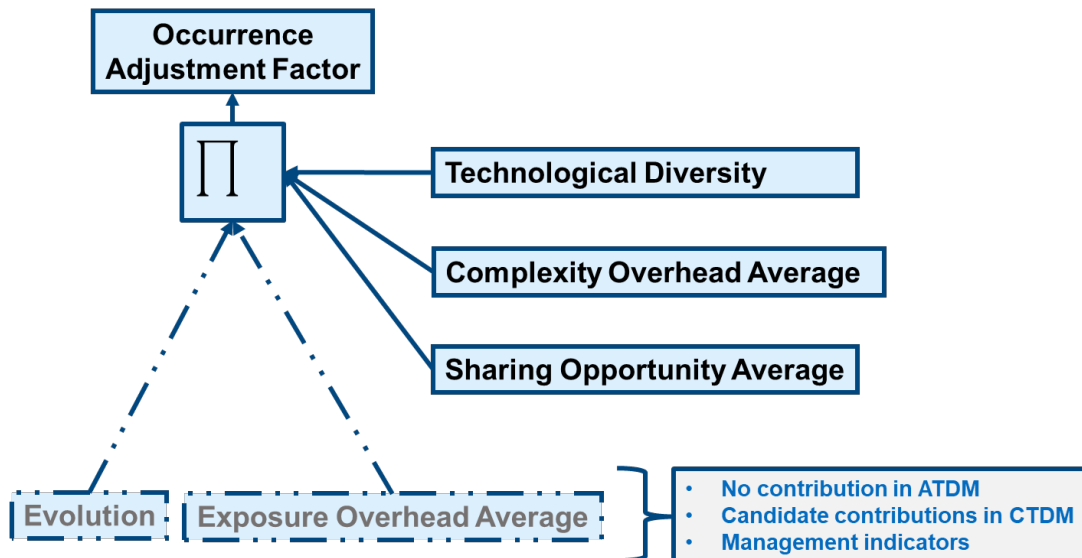 Occurrence
Adjustment Factor
∏
Technological Diversity
Complexity Overhead Average
Sharing Opportunity Average
Evolution
Exposure Overhead Average
• No contribution in ATDM
• Candidate contributions in CTDM
• Management indicators